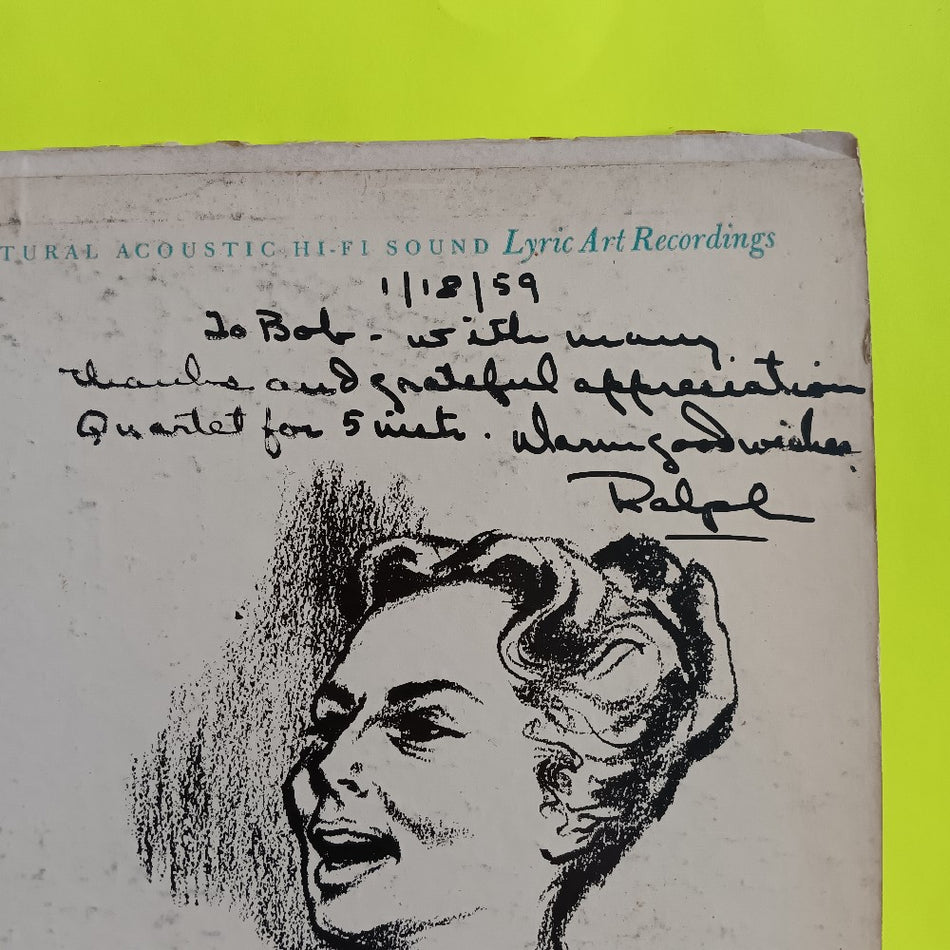 TURAL ACOUSTIC HI-FI SOUND Lyric Art Recordings
1/18/59
To Bob - with many
thanks and grateful appreciation
Quartet for 5 insts. Warm good wishes
Ralph